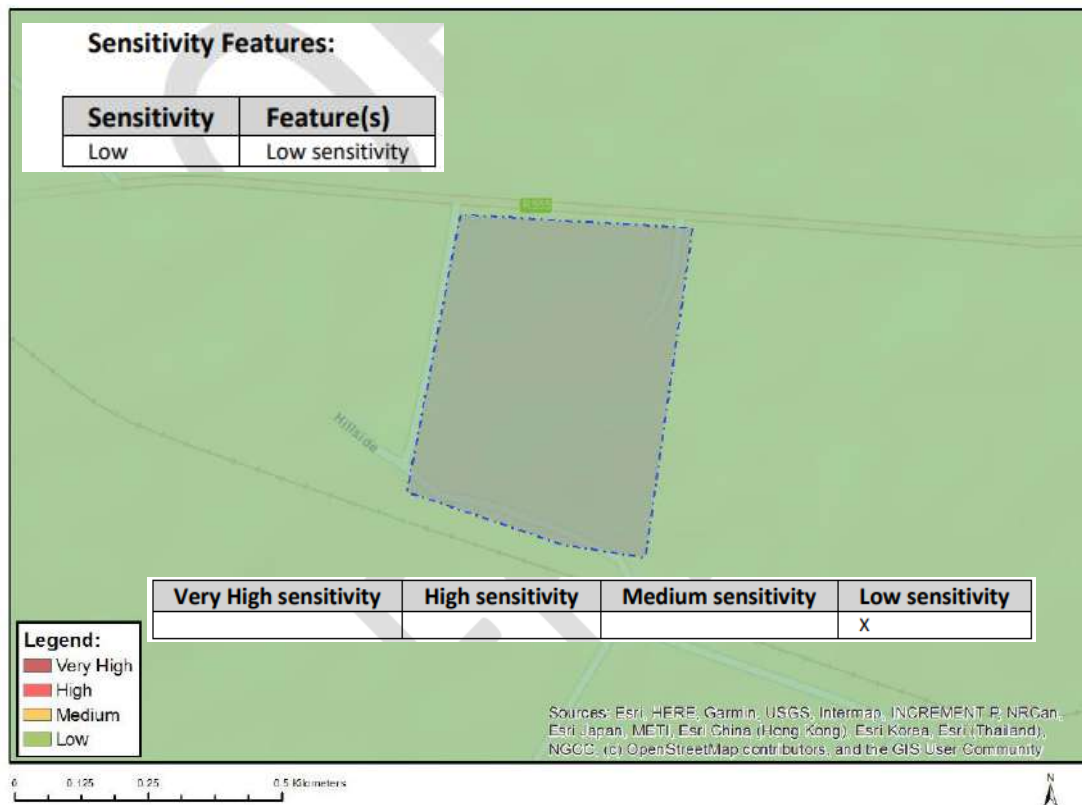 Sensitivity Features:
Sensitivity Feature(s)
Low Low sensitivity
R555
Hillside
Very High sensitivity High sensitivity Medium sensitivity Low sensitivity
X
Legend:
Very High
High
Medium
Low
Sources: Esri, HERE, Garmin, USGS, Intermap, INCREMENT P, NRCan,
Esri Japan, METI, Esri China (Hong Kong), Esri Korea, Esri (Thailand),
NGCC, (c) OpenStreetMap contributors, and the GIS User Community
0 0.125 0.25 0.5 Kilometers
N